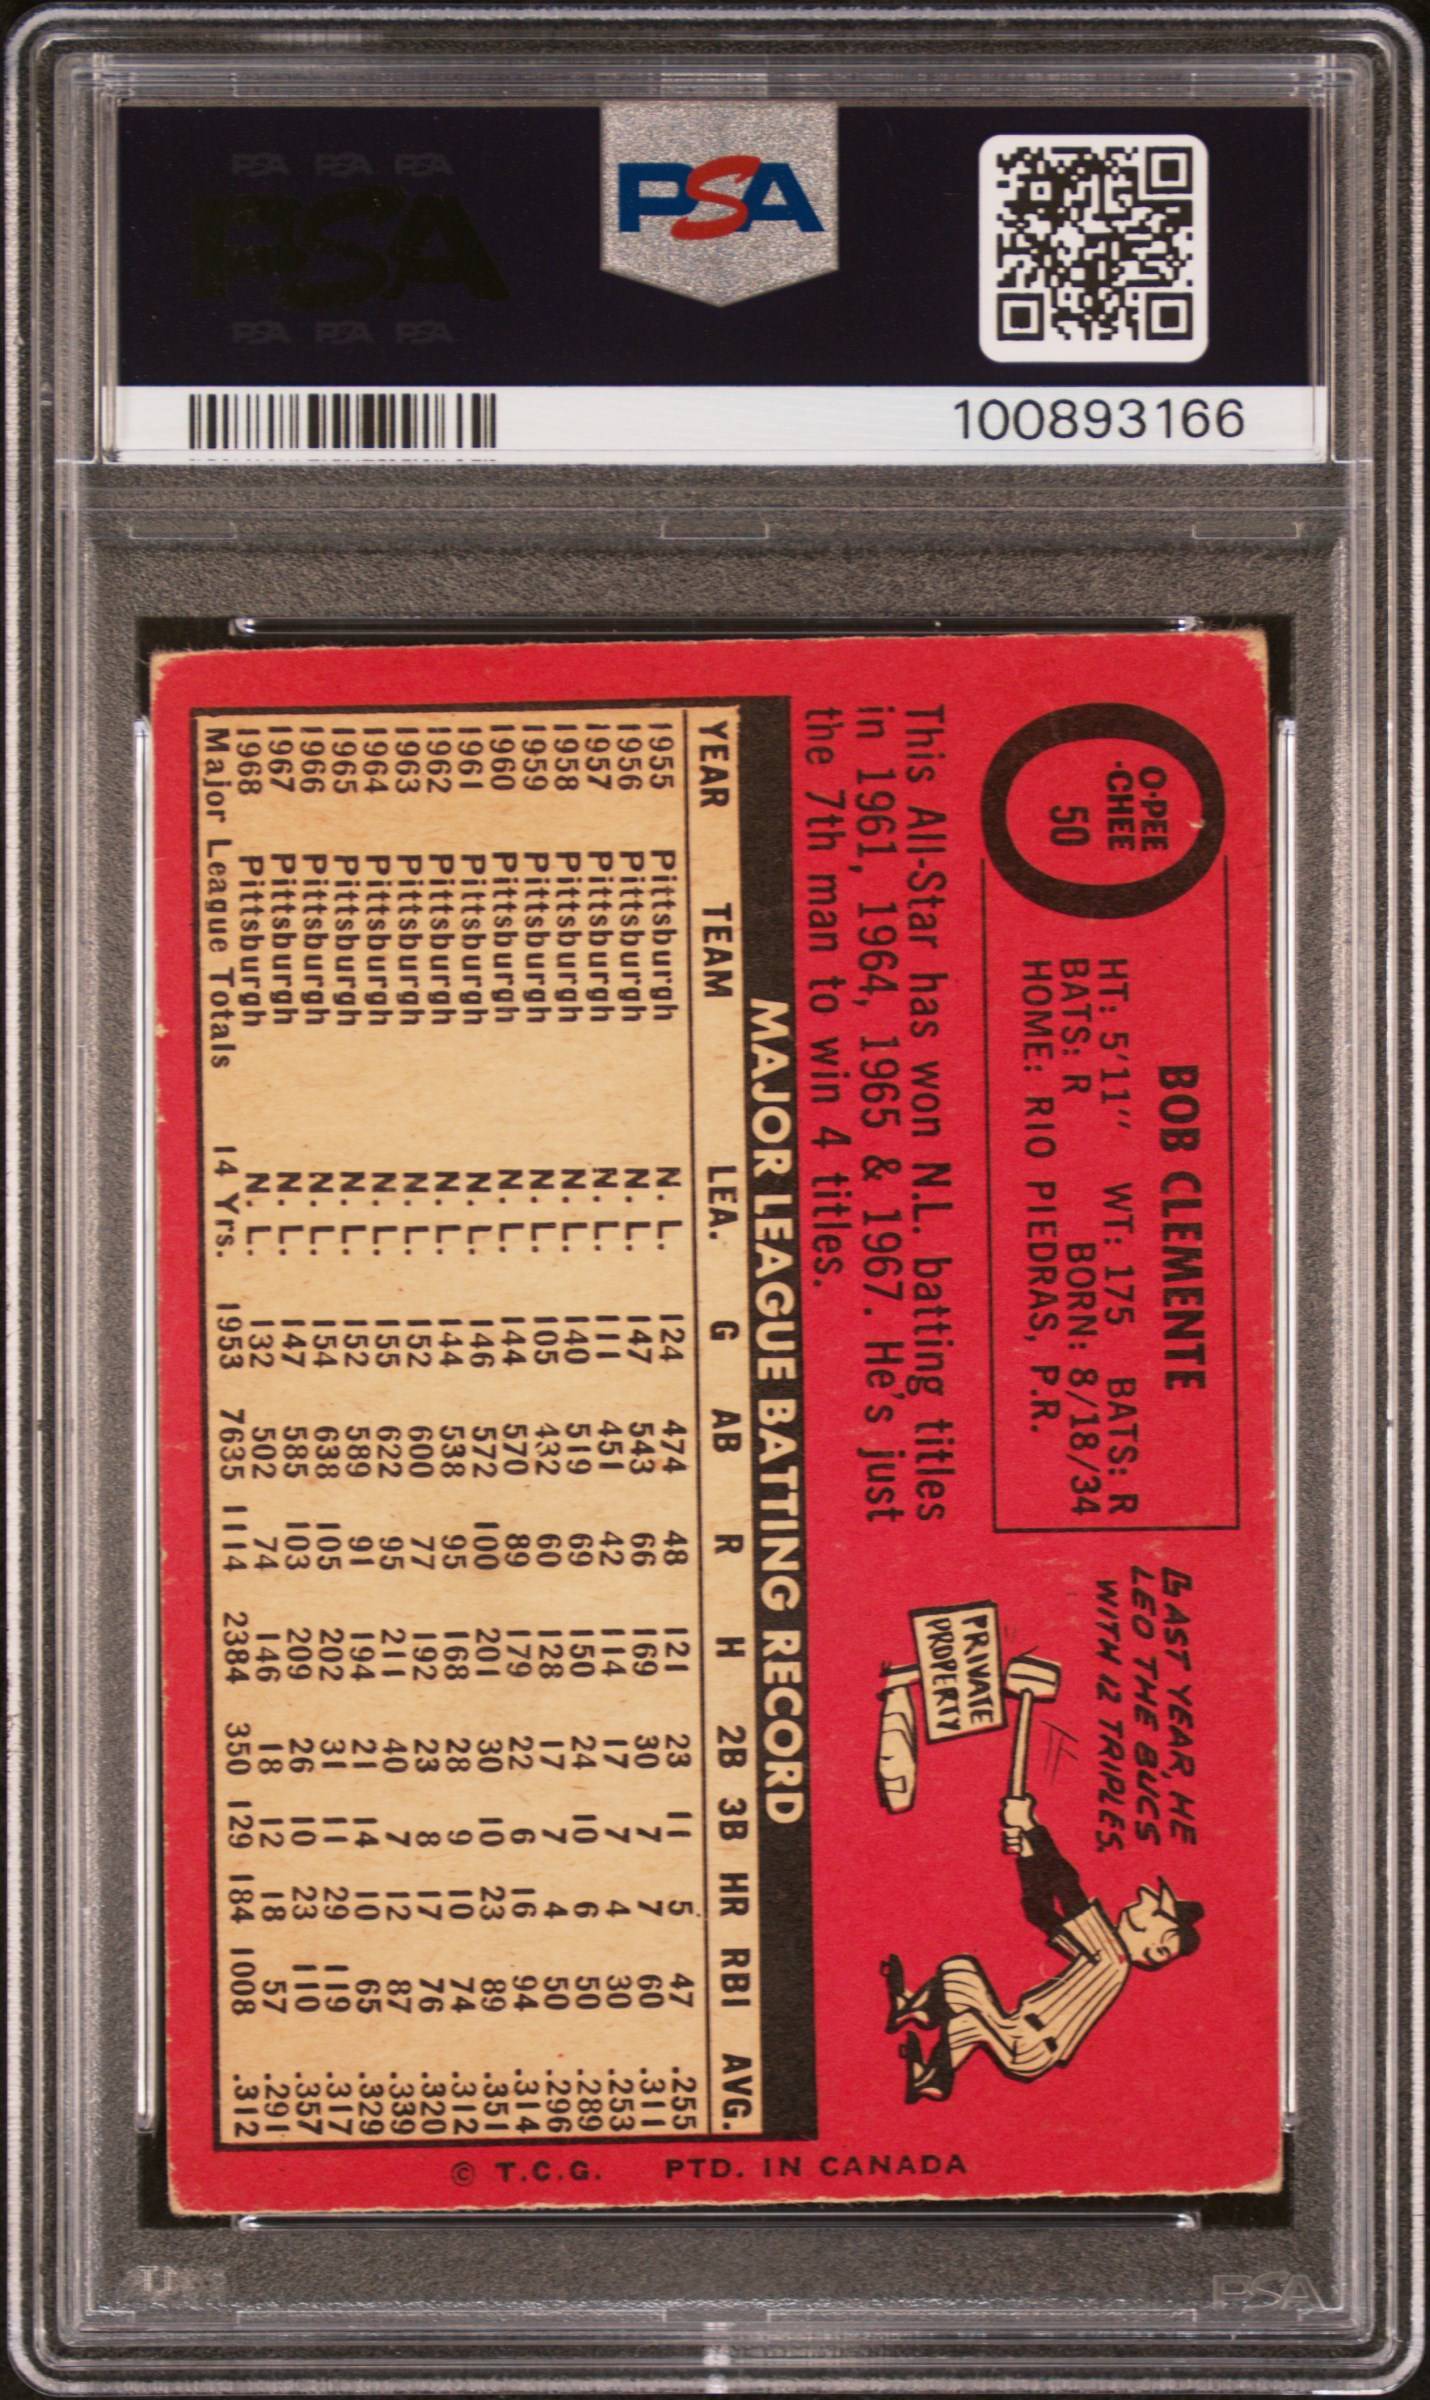 PSA PSA PSA
PSA
PSA PSA PSA
PSA
100893166
O-PEE
-CHEE
50
BOB CLEMENTE
HT: 5'11" WT: 175 BATS: R
BATS: R BORN: 8/18/34
HOME: RIO PIEDRAS, P.R.
LAST YEAR, HE
LEO THE BUCS
WITH 12 TRIPLES.
PRIVATE
PROPERTY
This All-Star has won N.L. batting titles
in 1961, 1964, 1965 & 1967. He's just
the 7th man to win 4 titles.
MAJOR LEAGUE BATTING RECORD
YEAR TEAM LEA. G AB R H 2B 3B HR RBI AVG.
1955 Pittsburgh N. L. 124 474 48 121 23 11 5 47 .255
1956 Pittsburgh N. L. 147 543 66 169 30 7 7 60 .311
1957 Pittsburgh N. L. 111 451 42 114 17 7 4 30 .253
1958 Pittsburgh N. L. 140 519 69 150 24 10 6 50 .289
1959 Pittsburgh N. L. 105 432 60 128 17 7 4 50 .296
1960 Pittsburgh N. L. 144 570 89 179 22 6 16 94 .314
1961 Pittsburgh N. L. 146 572 100 201 30 10 23 89 .351
1962 Pittsburgh N. L. 144 538 95 168 28 9 10 74 .312
1963 Pittsburgh N. L. 152 600 77 192 23 8 17 76 .320
1964 Pittsburgh N. L. 155 622 95 211 40 7 12 87 .339
1965 Pittsburgh N. L. 152 589 91 194 21 14 10 65 .329
1966 Pittsburgh N. L. 154 638 105 202 31 11 29 119 .317
1967 Pittsburgh N. L. 147 585 103 209 26 10 23 110 .357
1968 Pittsburgh N. L. 132 502 74 146 18 12 18 57 .291
Major League Totals 14 Yrs. 1953 7635 1114 2384 350 129 184 1008 .312
© T.C.G. PTD. IN CANADA
PSA